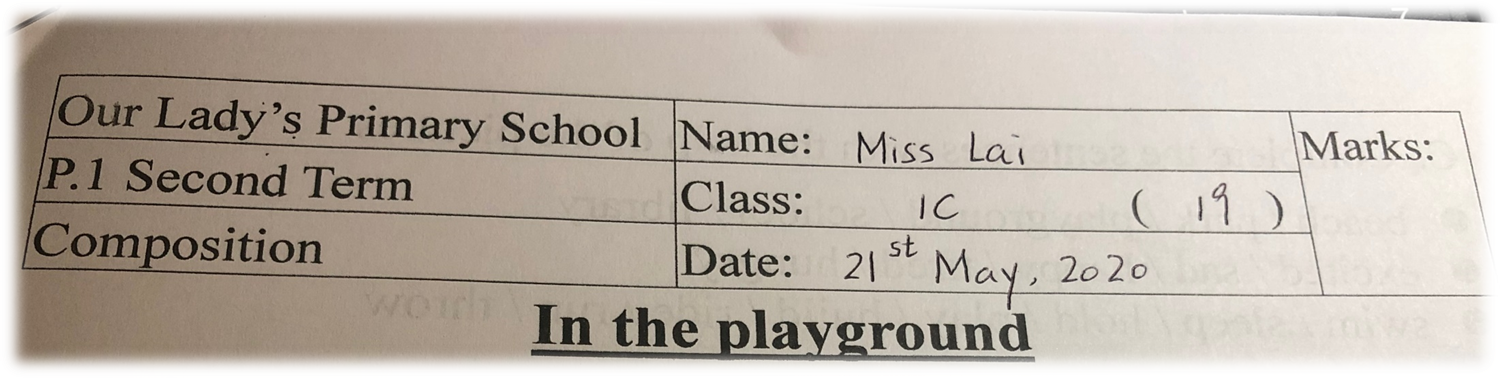 Our Lady's Primary School
Name: Miss Lai
Marks:
P.1 Second Term
Class: 1C ( 19 )
Composition
Date: 21st May, 2020
In the playground